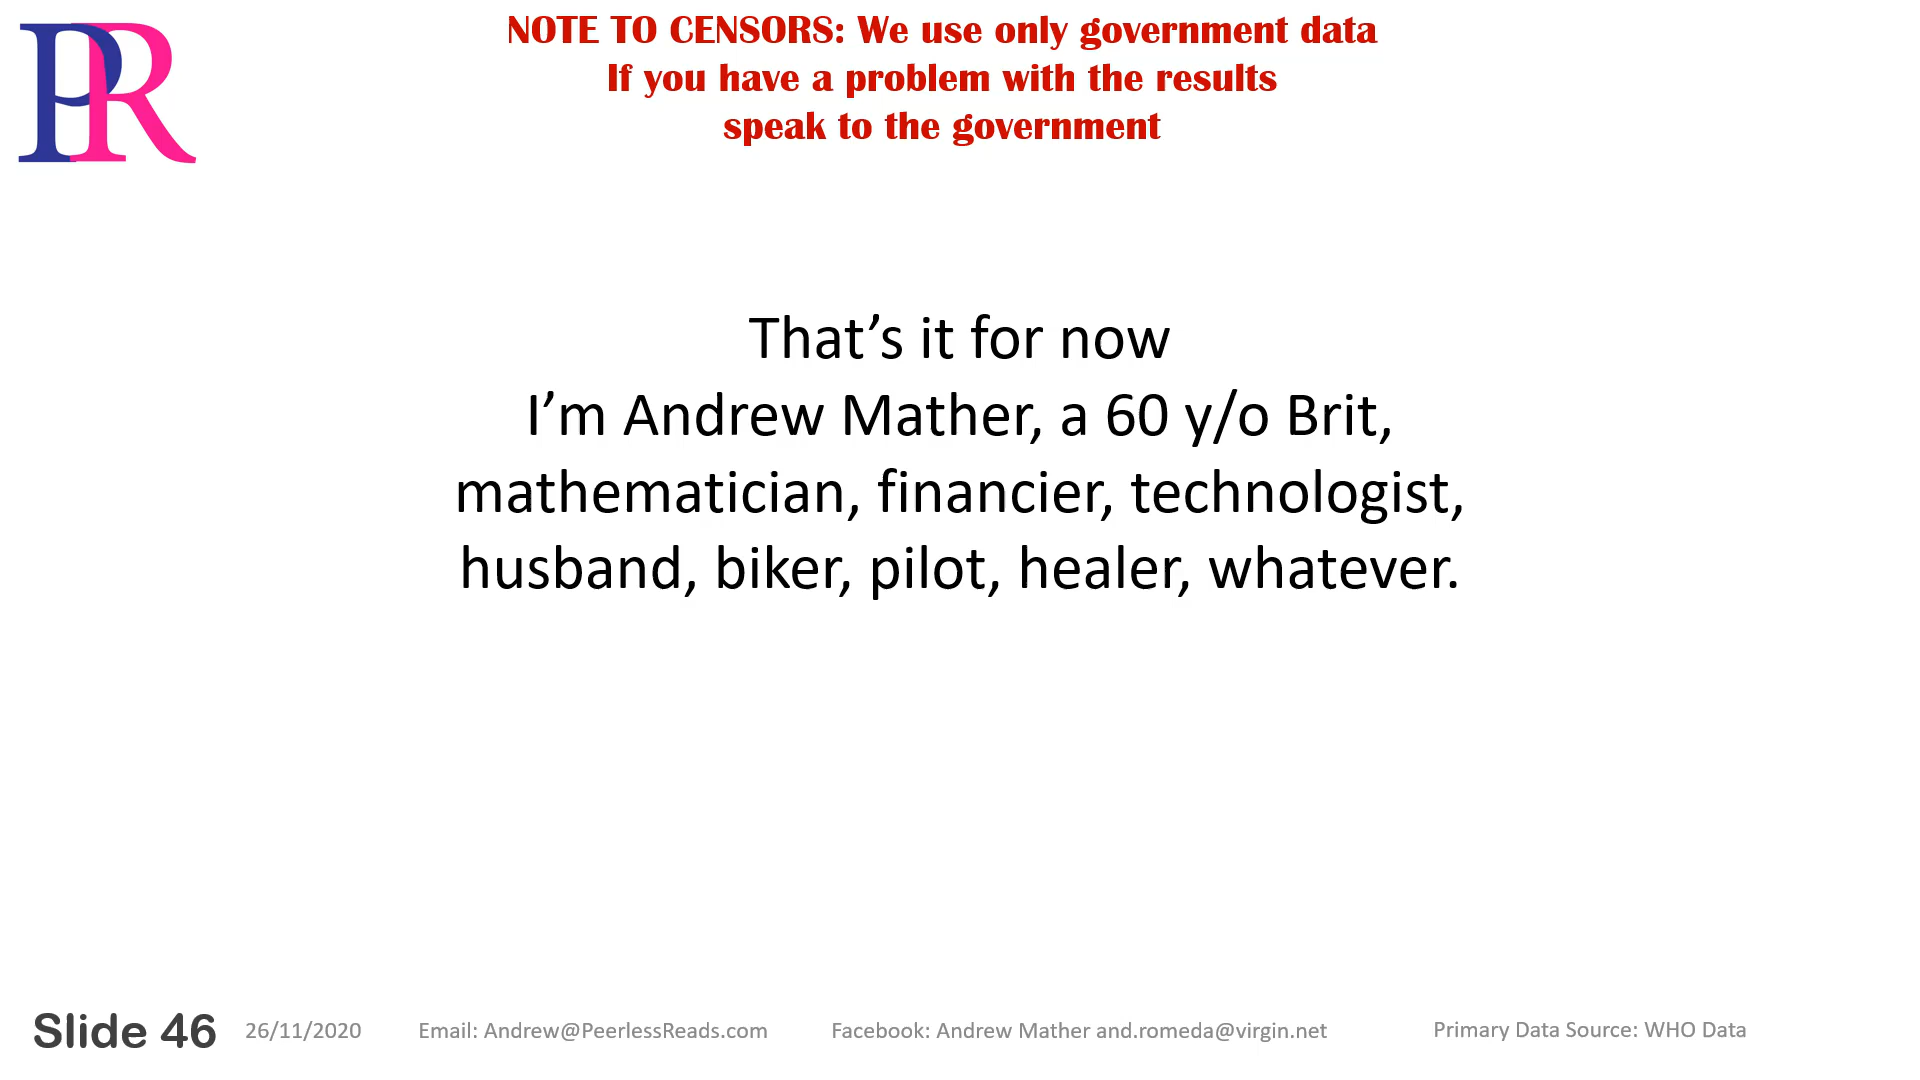 PR
NOTE TO CENSORS: We use only government data
If you have a problem with the results
speak to the government
That’s it for now
I’m Andrew Mather, a 60 y/o Brit,
mathematician, financier, technologist,
husband, biker, pilot, healer, whatever.
Slide 46 26/11/2020 Email: Andrew@PeerlessReads.com Facebook: Andrew Mather and.romeda@virgin.net Primary Data Source: WHO Data